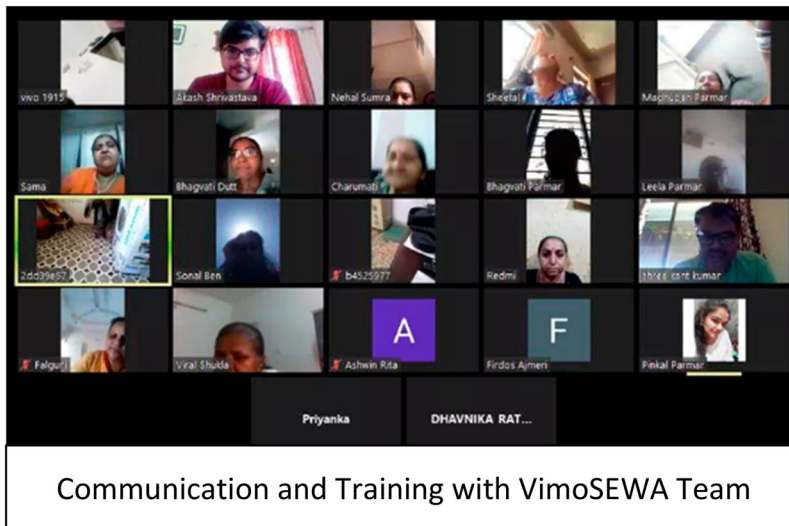 vivo 1915
Akash Shrivastava
Nehal Sumra
Sheetal
Madhuben Parmar
Sama
Bhagvati Dutt
Charumati
Bhagvati Parmar
Leela Parmar
2dd39e57
Sonal Ben
b4525977
Redmi
kant kumar
Falguni
Viral Shukla
A
Ashwin Rita
F
Firdos Ajmeri
Pinkal Parmar
Priyanka
DHAVNIKA RAT...
Communication and Training with VimoSEWA Team